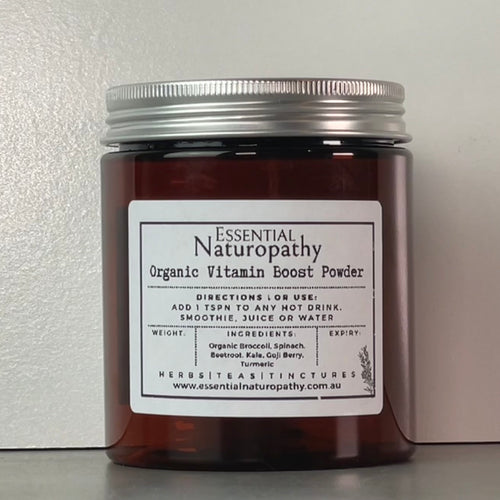 ESSENTIAL
Naturopathy
Organic Vitamin Boost Powder
DIRECTIONS FOR USE:
ADD 1 TSPN TO ANY HOT DRINK,
SMOOTHIE, JUICE OR WATER
WEIGHT: INGREDIENTS: EXPIRY:
Organic Broccoli, Spinach,
Beetroot, Kale, Goji Berry,
Turmeric
HERBS|TEAS|TINCTURES
www.essentialnaturopathy.com.au